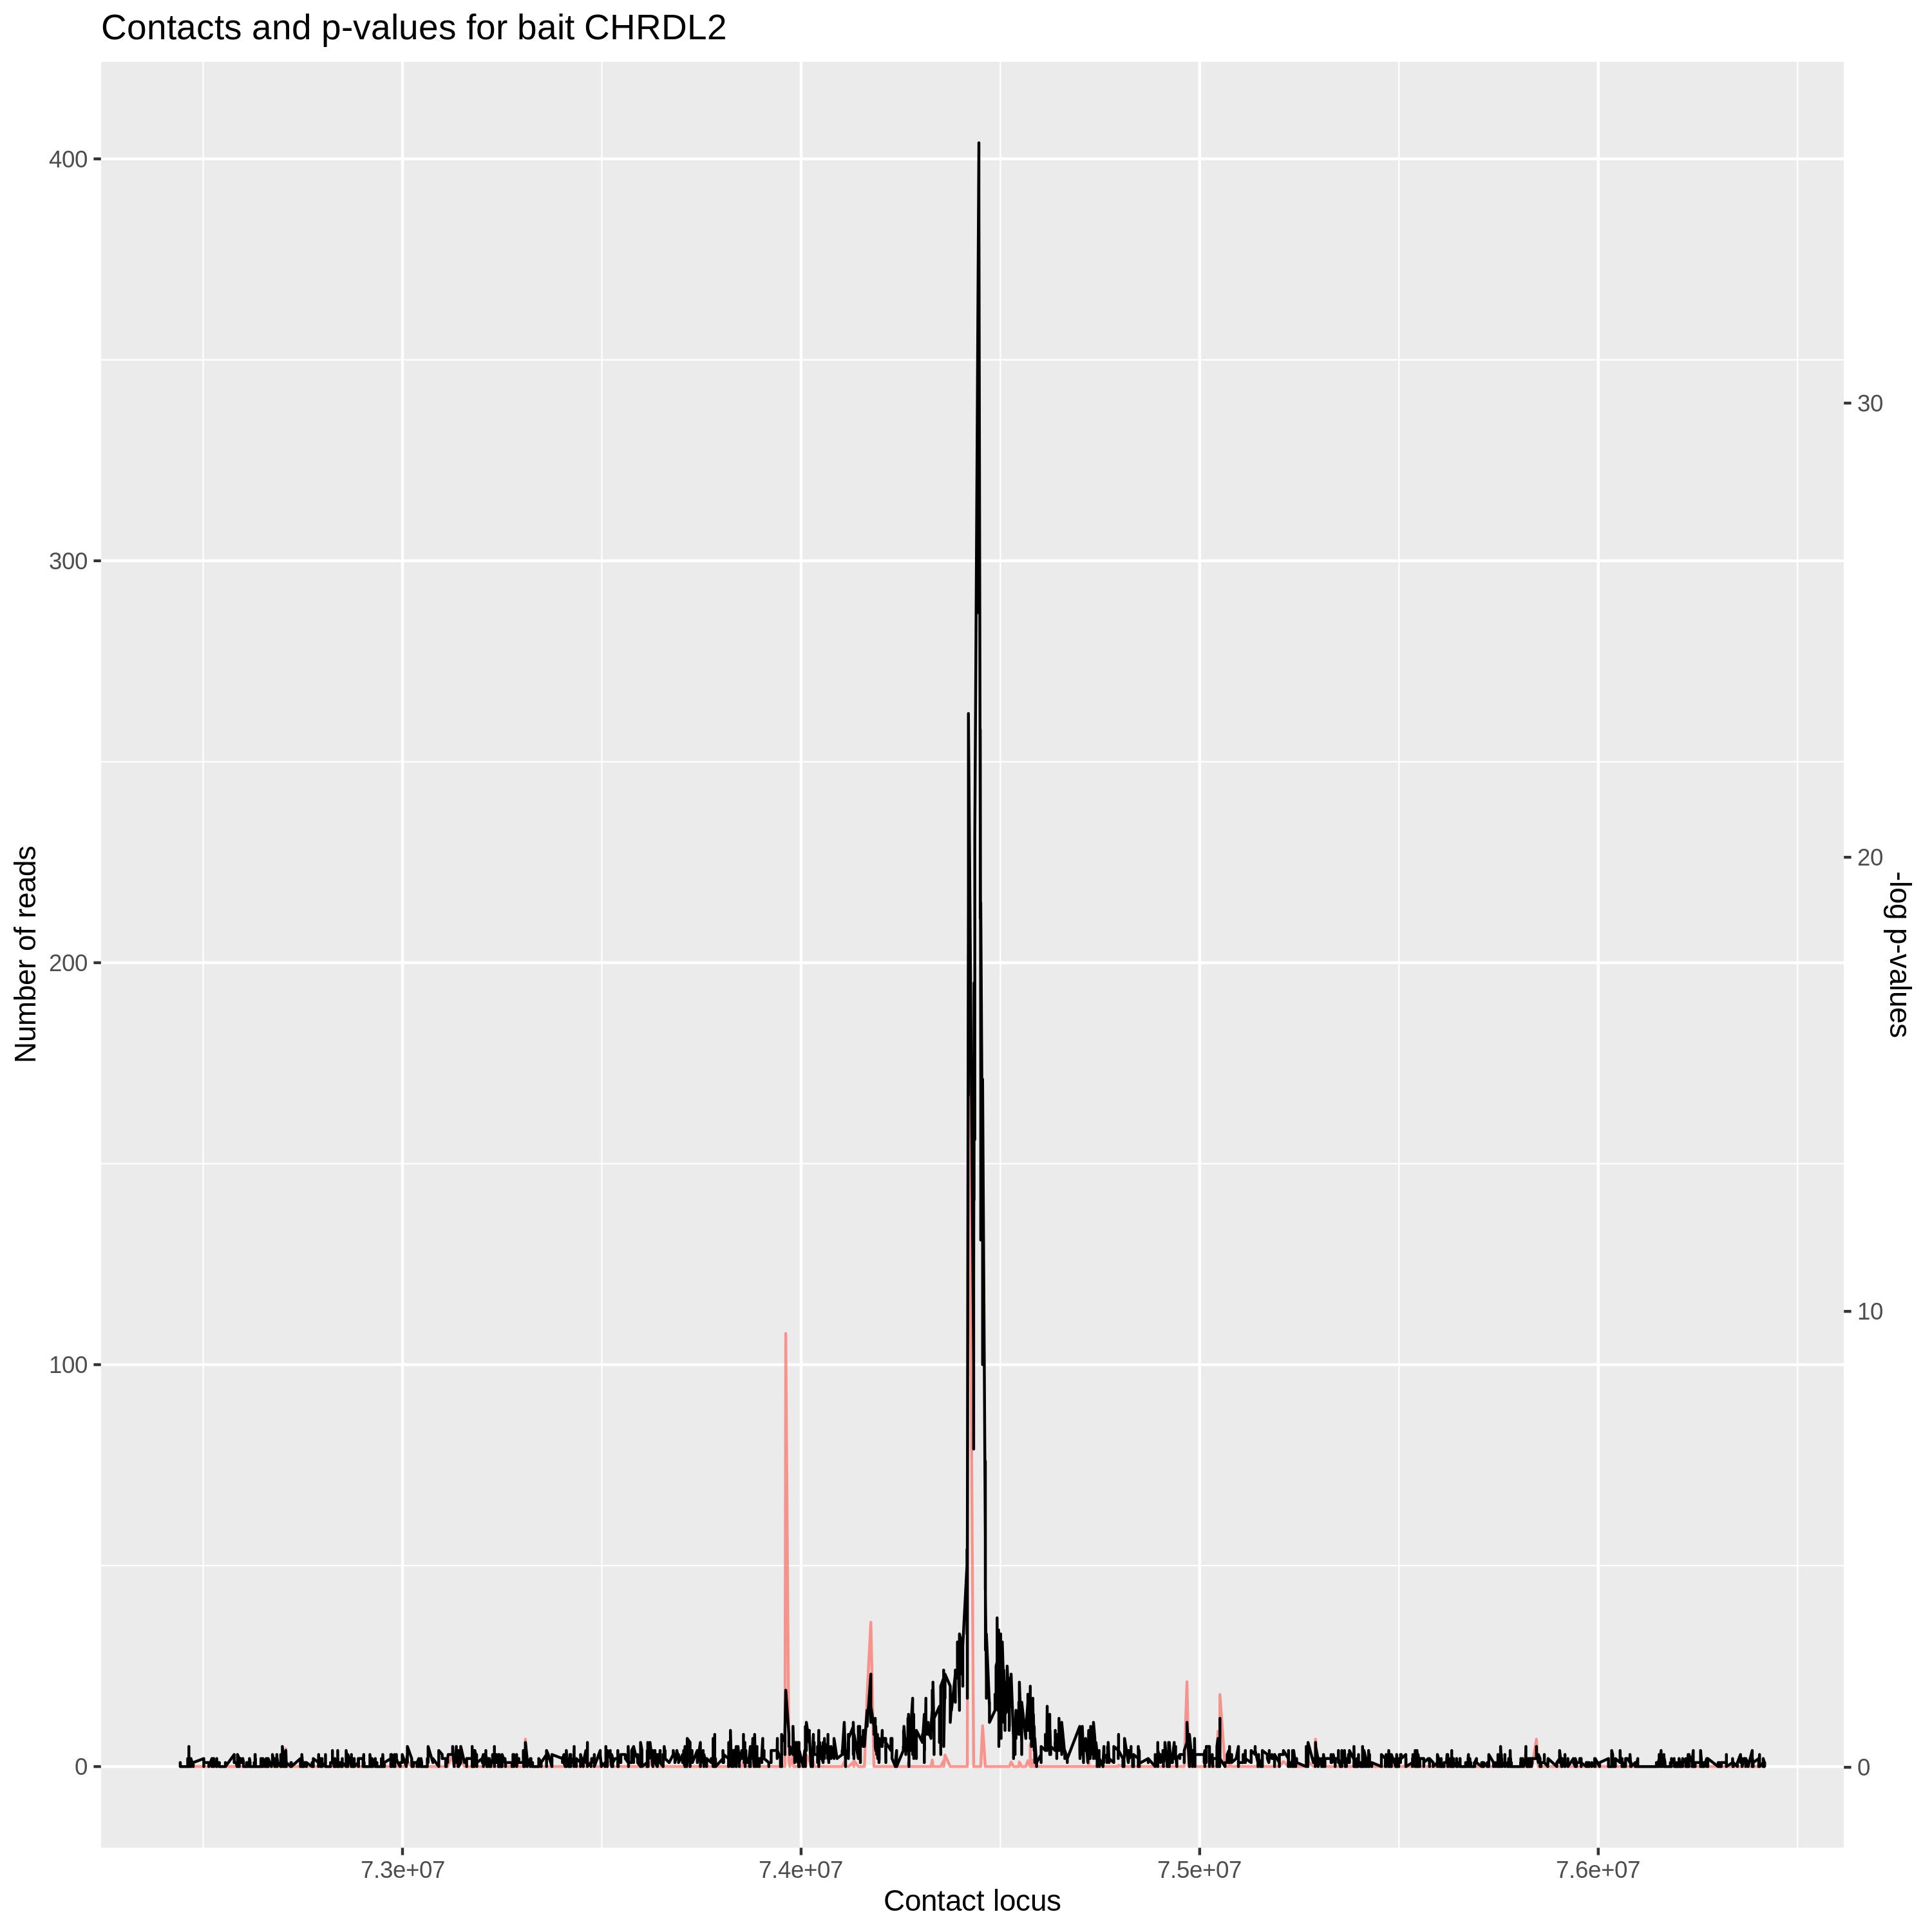 Contacts and p-values for bait CHRDL2
400
300
200
100
0
Number of reads
30
20
10
0
-log p-values
7.3e+07
7.4e+07
7.5e+07
7.6e+07
Contact locus